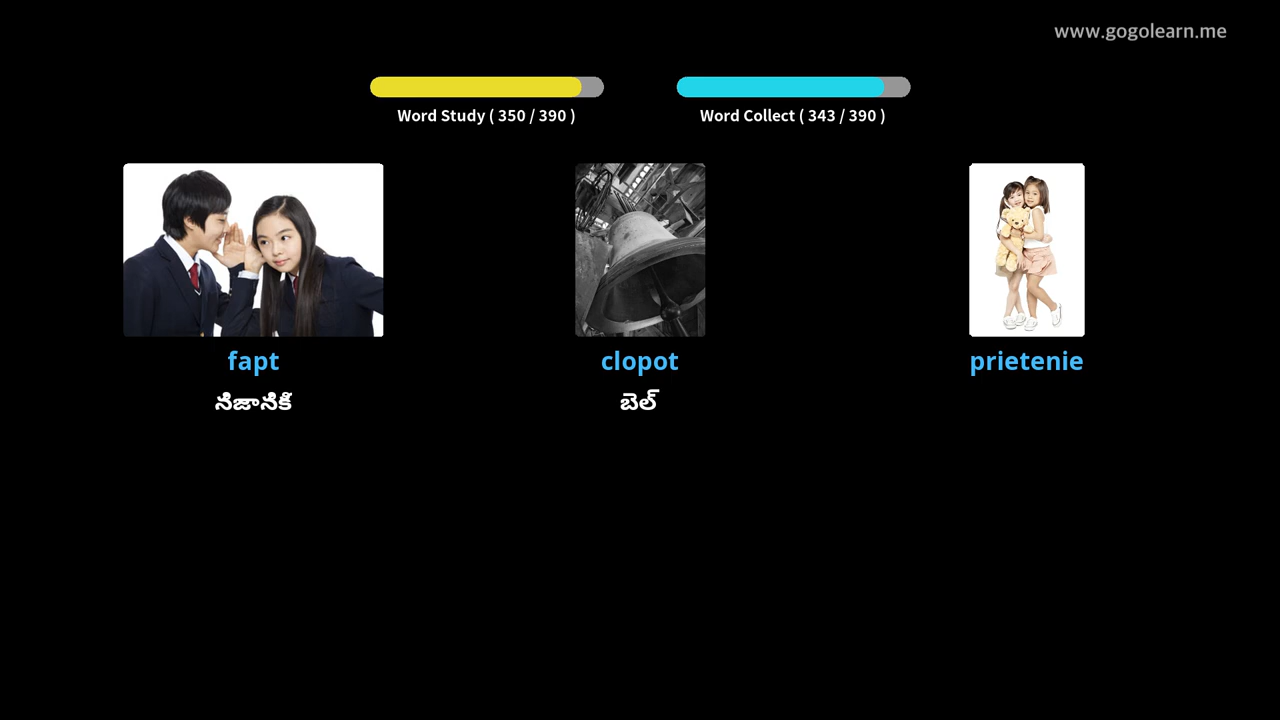 www.gogolearn.me
Word Study ( 350 / 390 )
Word Collect ( 343 / 390 )
fapt
clopot
prietenie
నిజానికి
బెల్